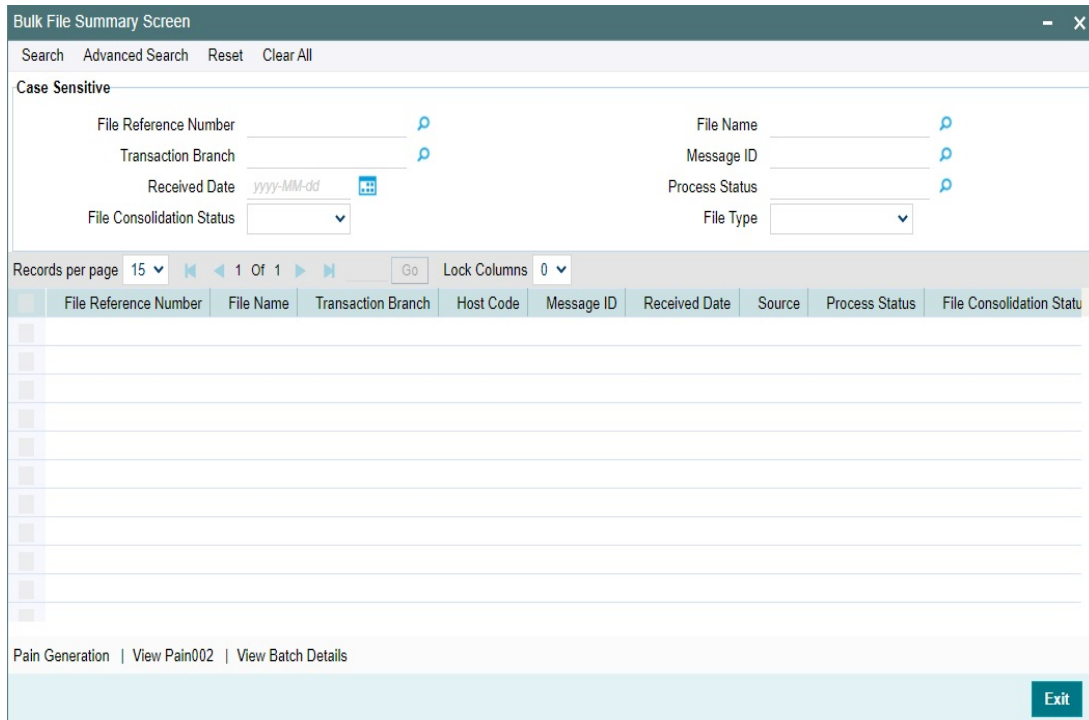 Bulk File Summary Screen
Search Advanced Search Reset Clear All
Case Sensitive
File Reference Number File Name
Transaction Branch Message ID
Received Date yyyy-MM-dd Process Status
File Consolidation Status File Type
Records per page 15 1 Of 1 Go Lock Columns 0
File Reference Number File Name Transaction Branch Host Code Message ID Received Date Source Process Status File Consolidation Statu
Pain Generation | View Pain002 | View Batch Details
Exit